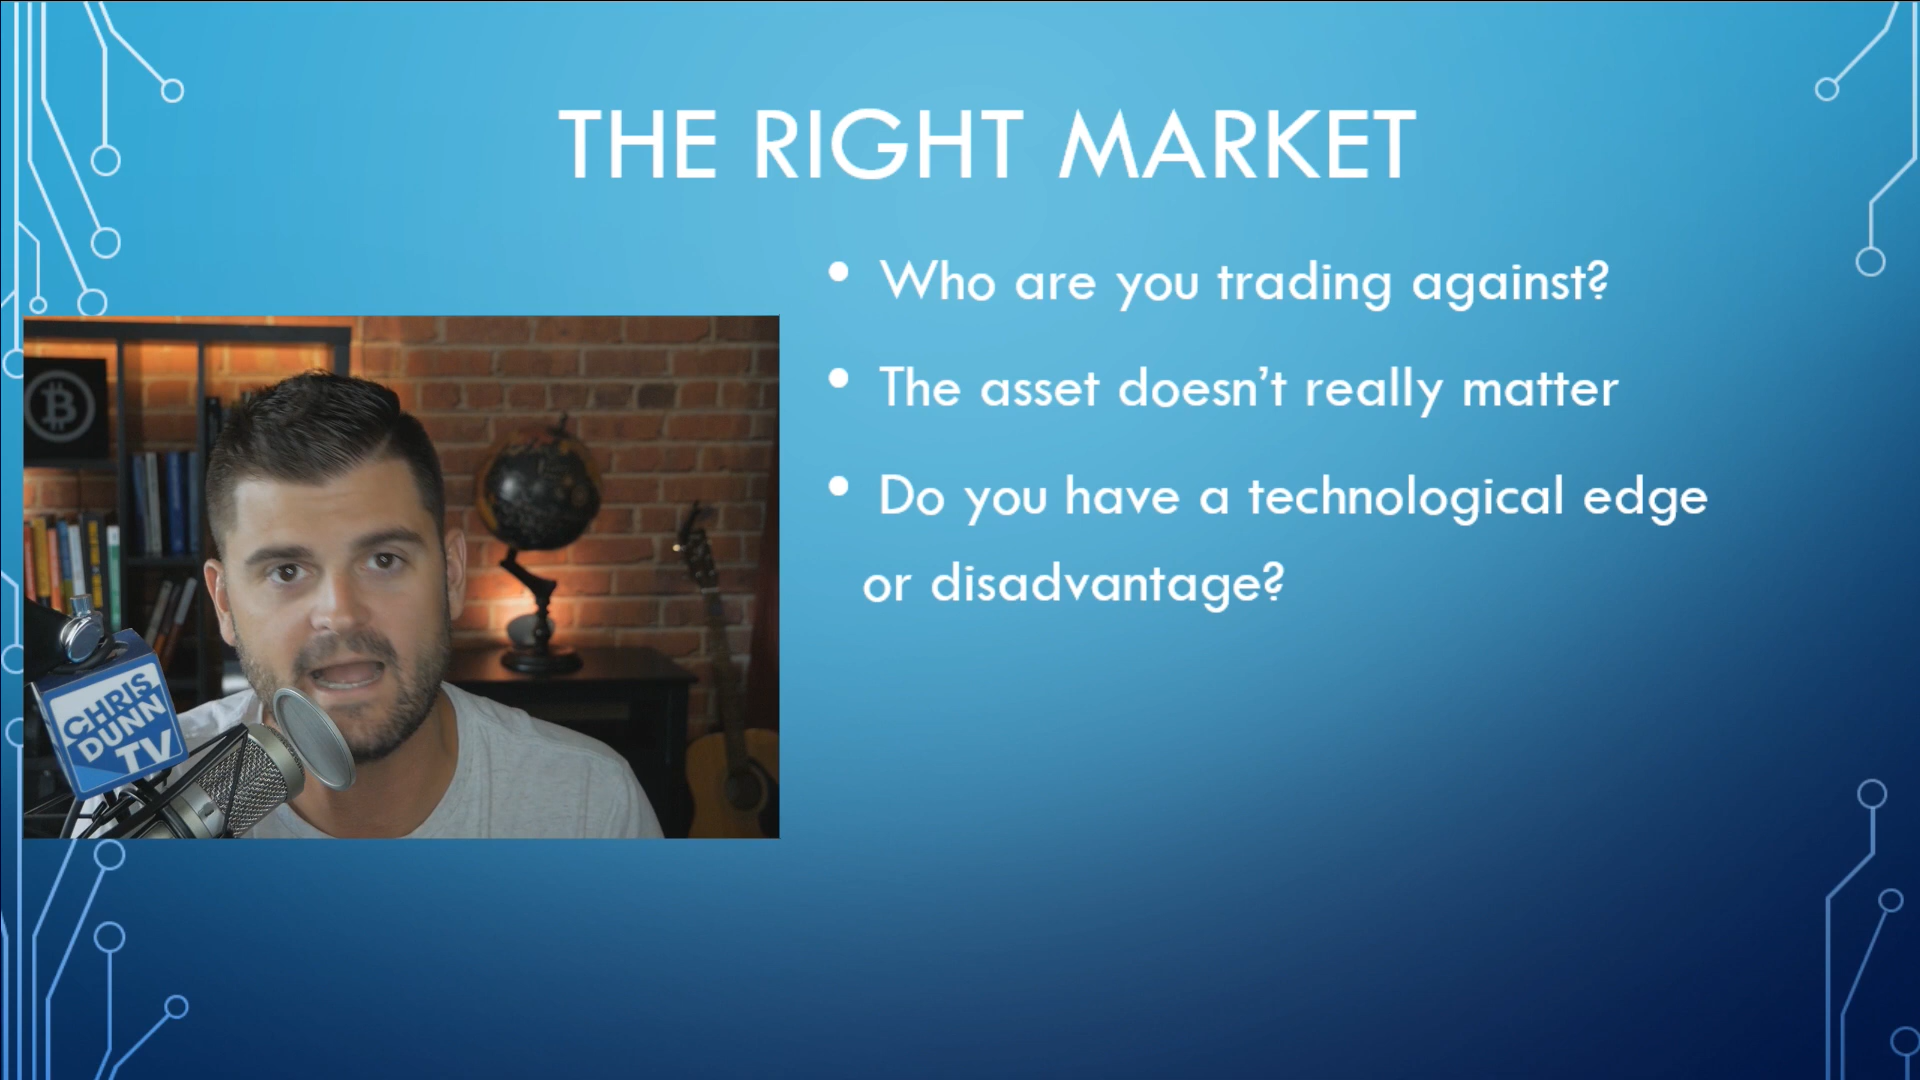 THE RIGHT MARKET
• Who are you trading against?
• The asset doesn’t really matter
• Do you have a technological edge
or disadvantage?
CHRIS
DUNN
TV